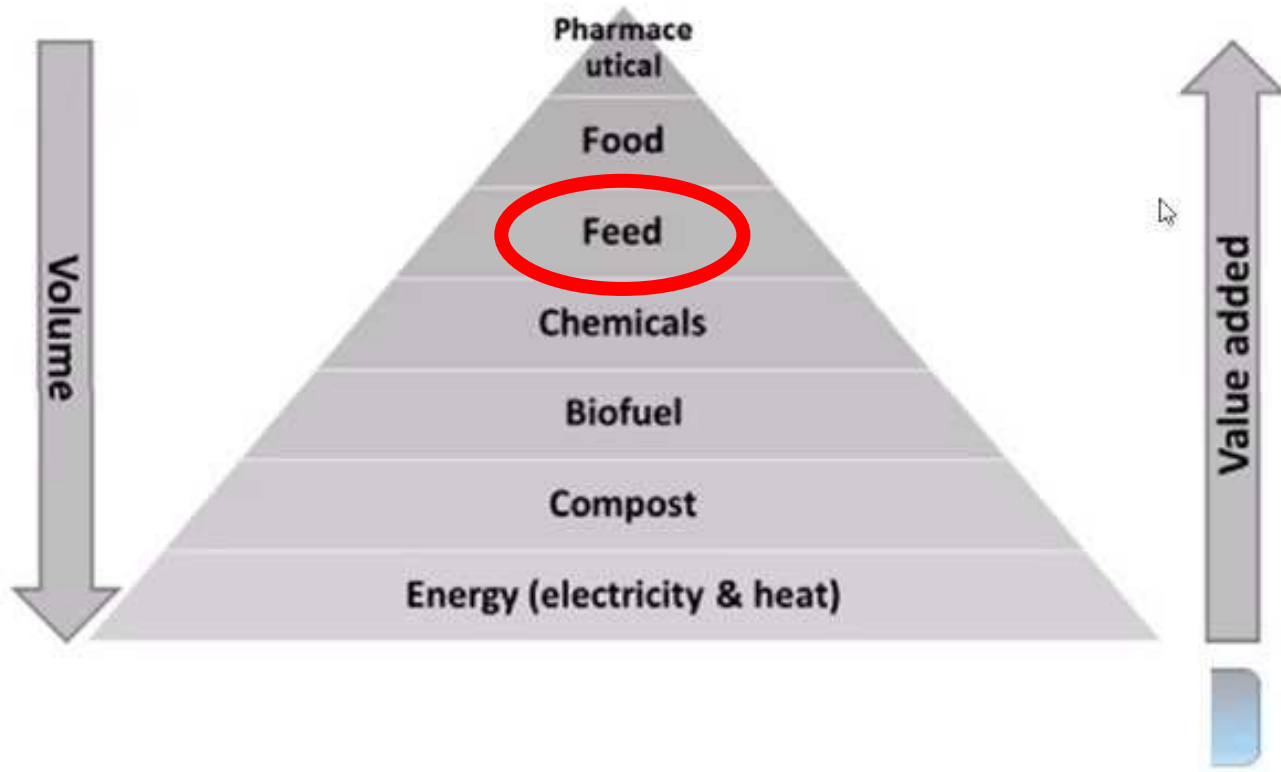 Pharmace
utical
Food
Feed
Chemicals
Biofuel
Compost
Energy (electricity & heat)
Volume
Value added